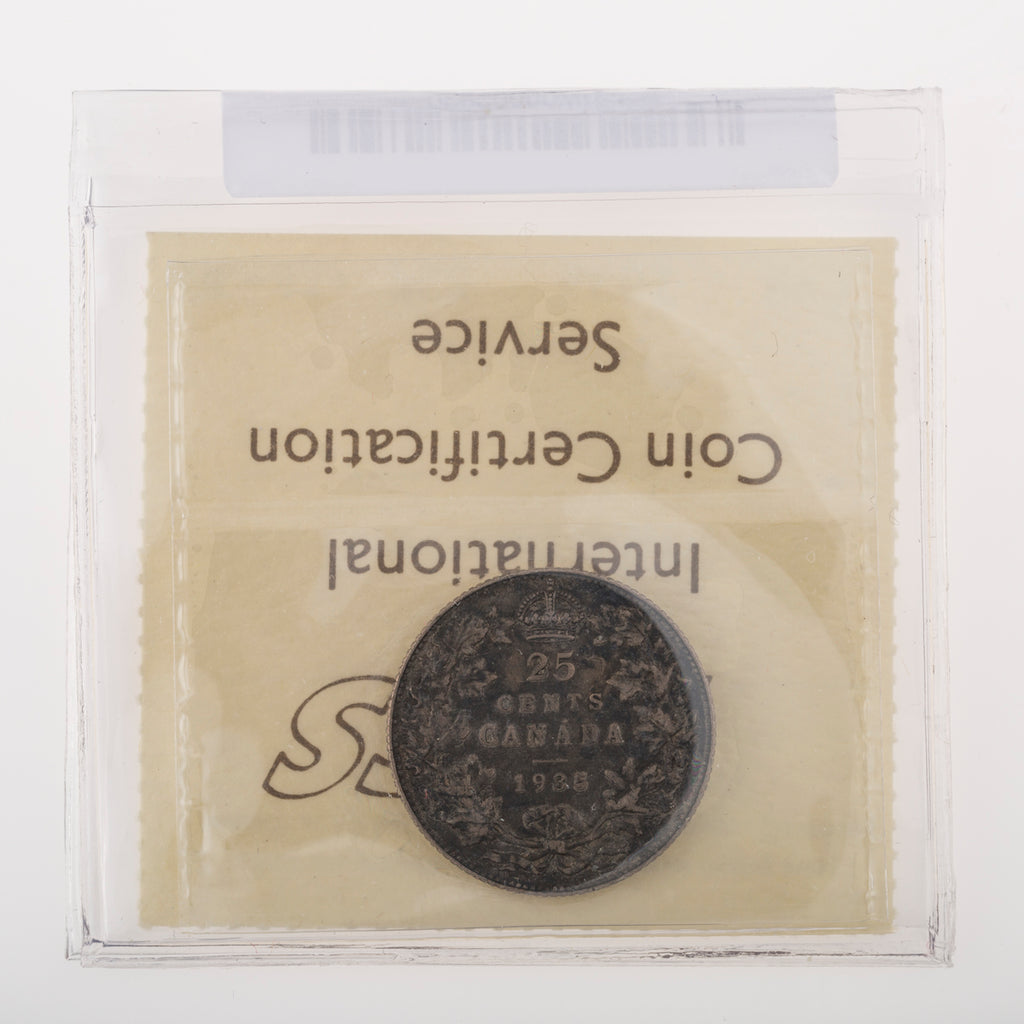 International
Coin Certification
Service
25
CENTS
CANADA
1935